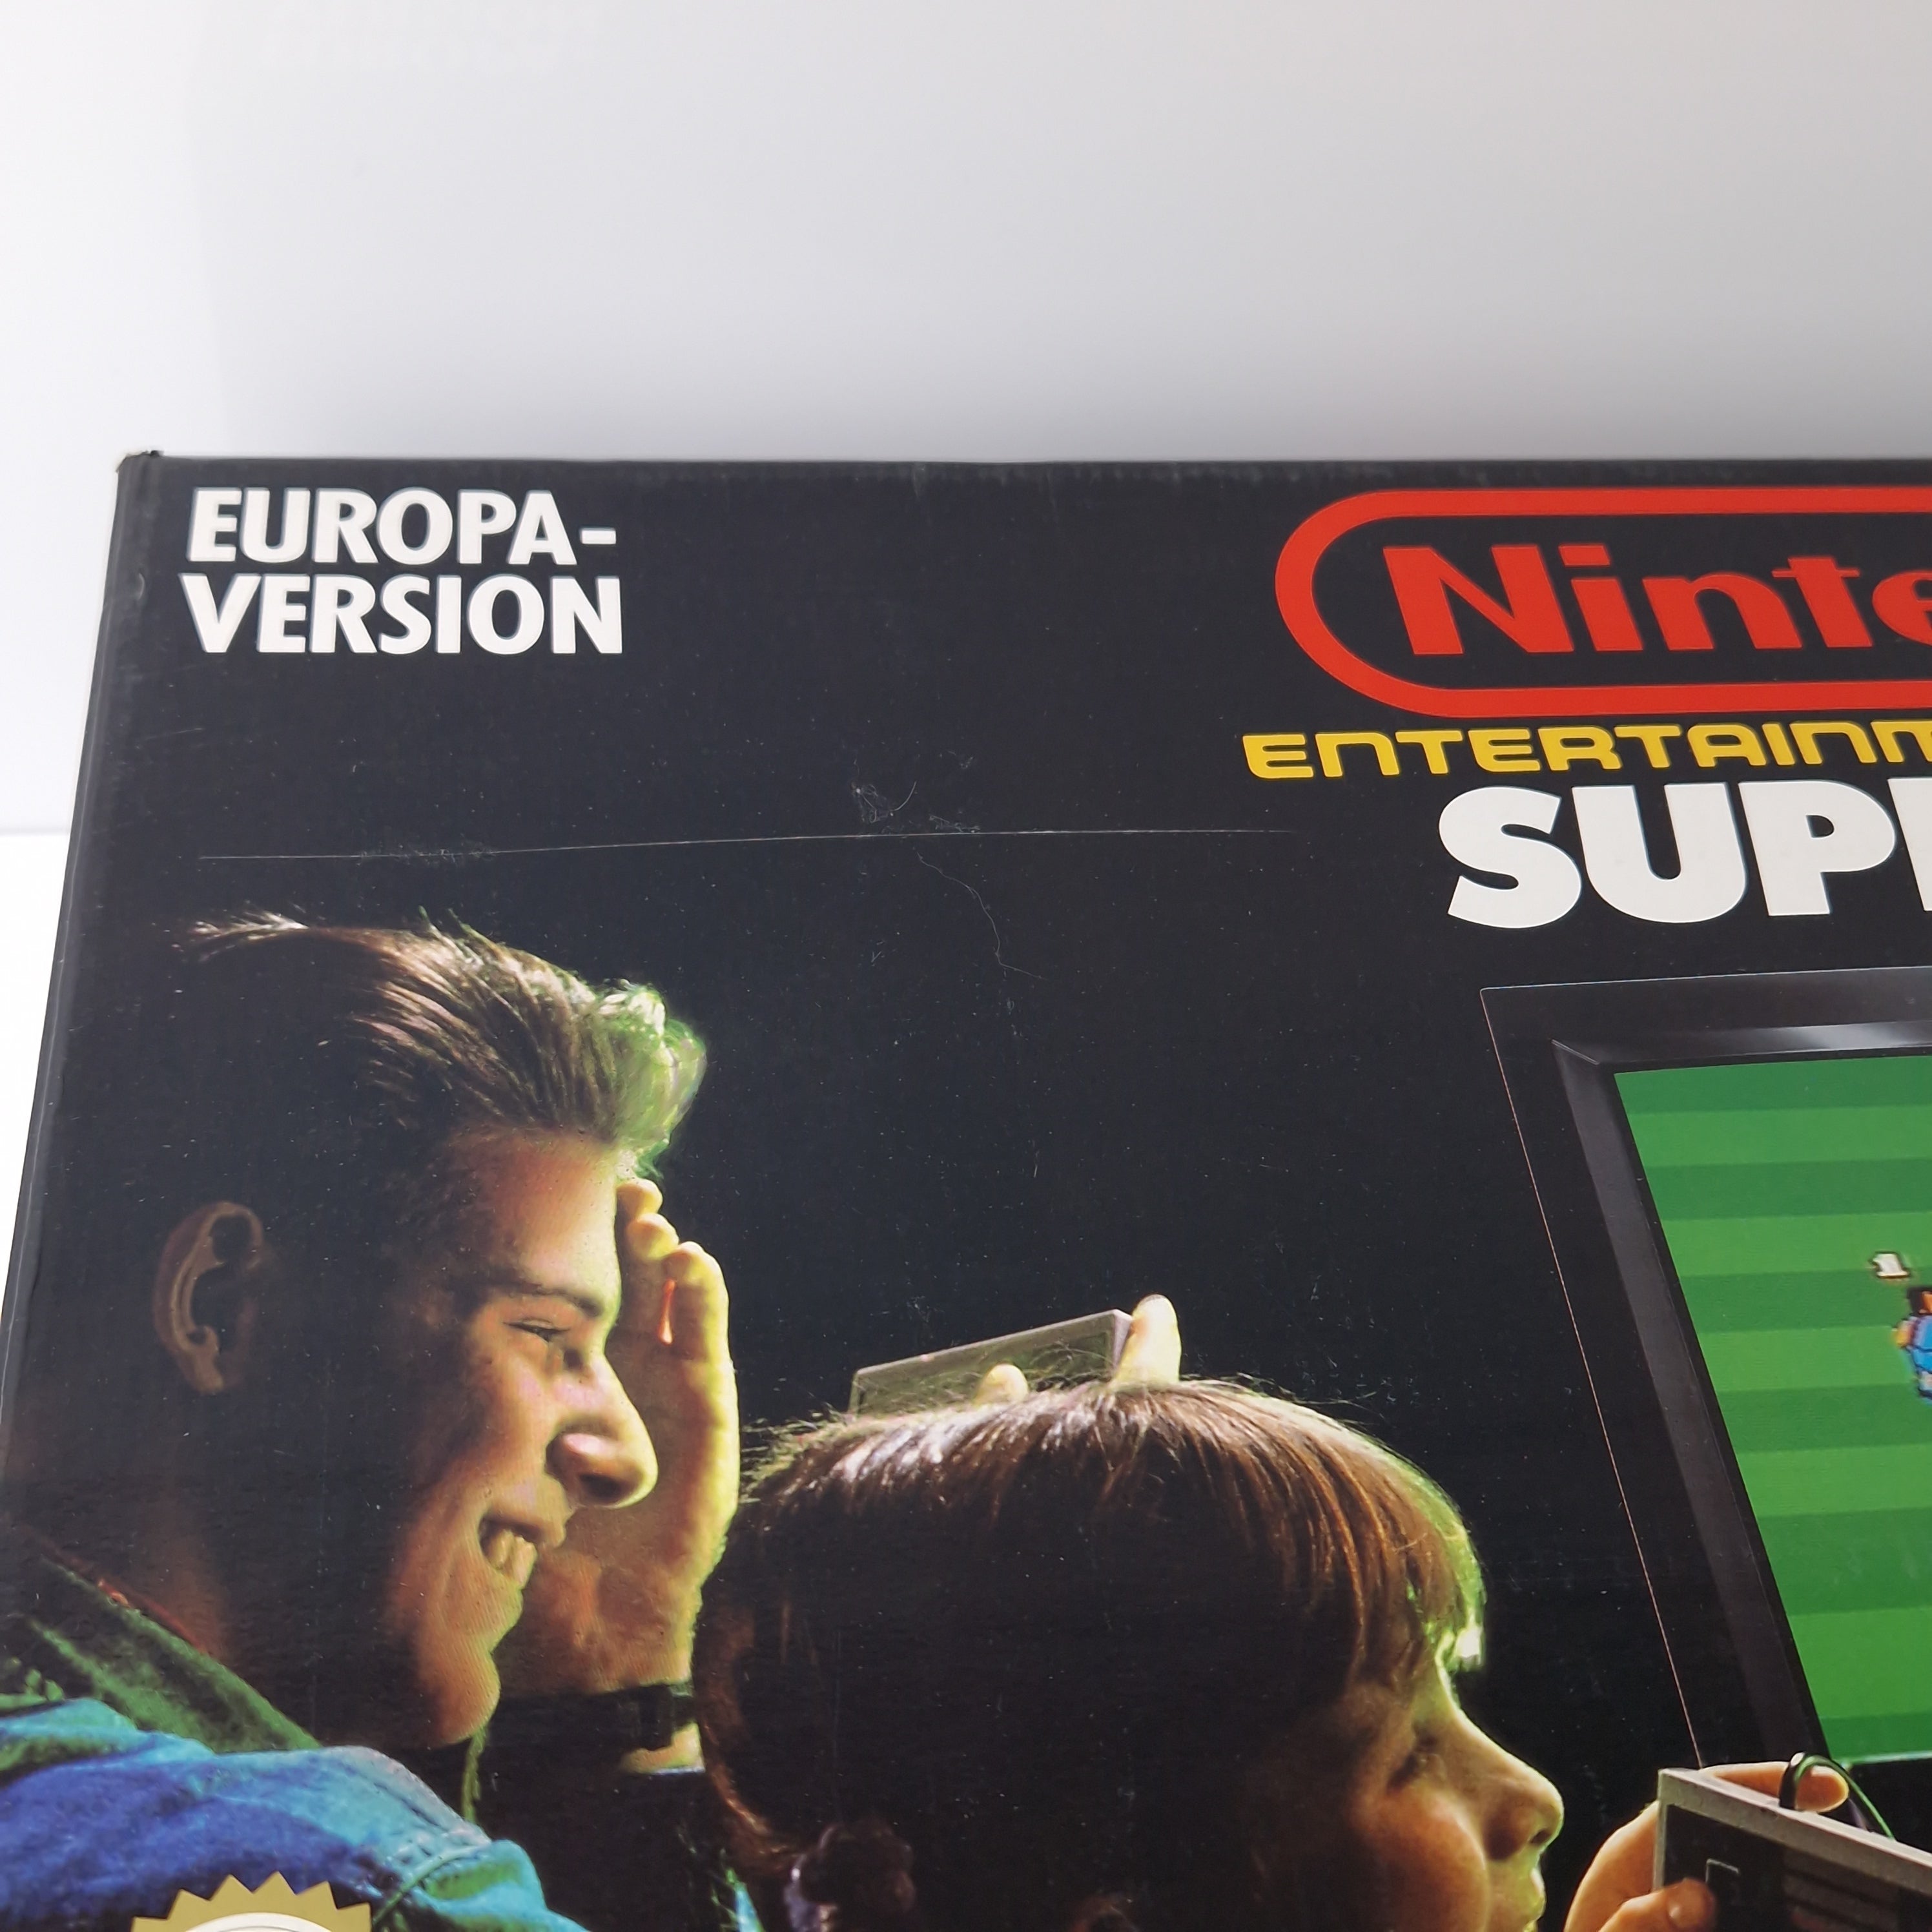 EUROPA-
VERSION
Ninte
ENTERTAINM
SUP